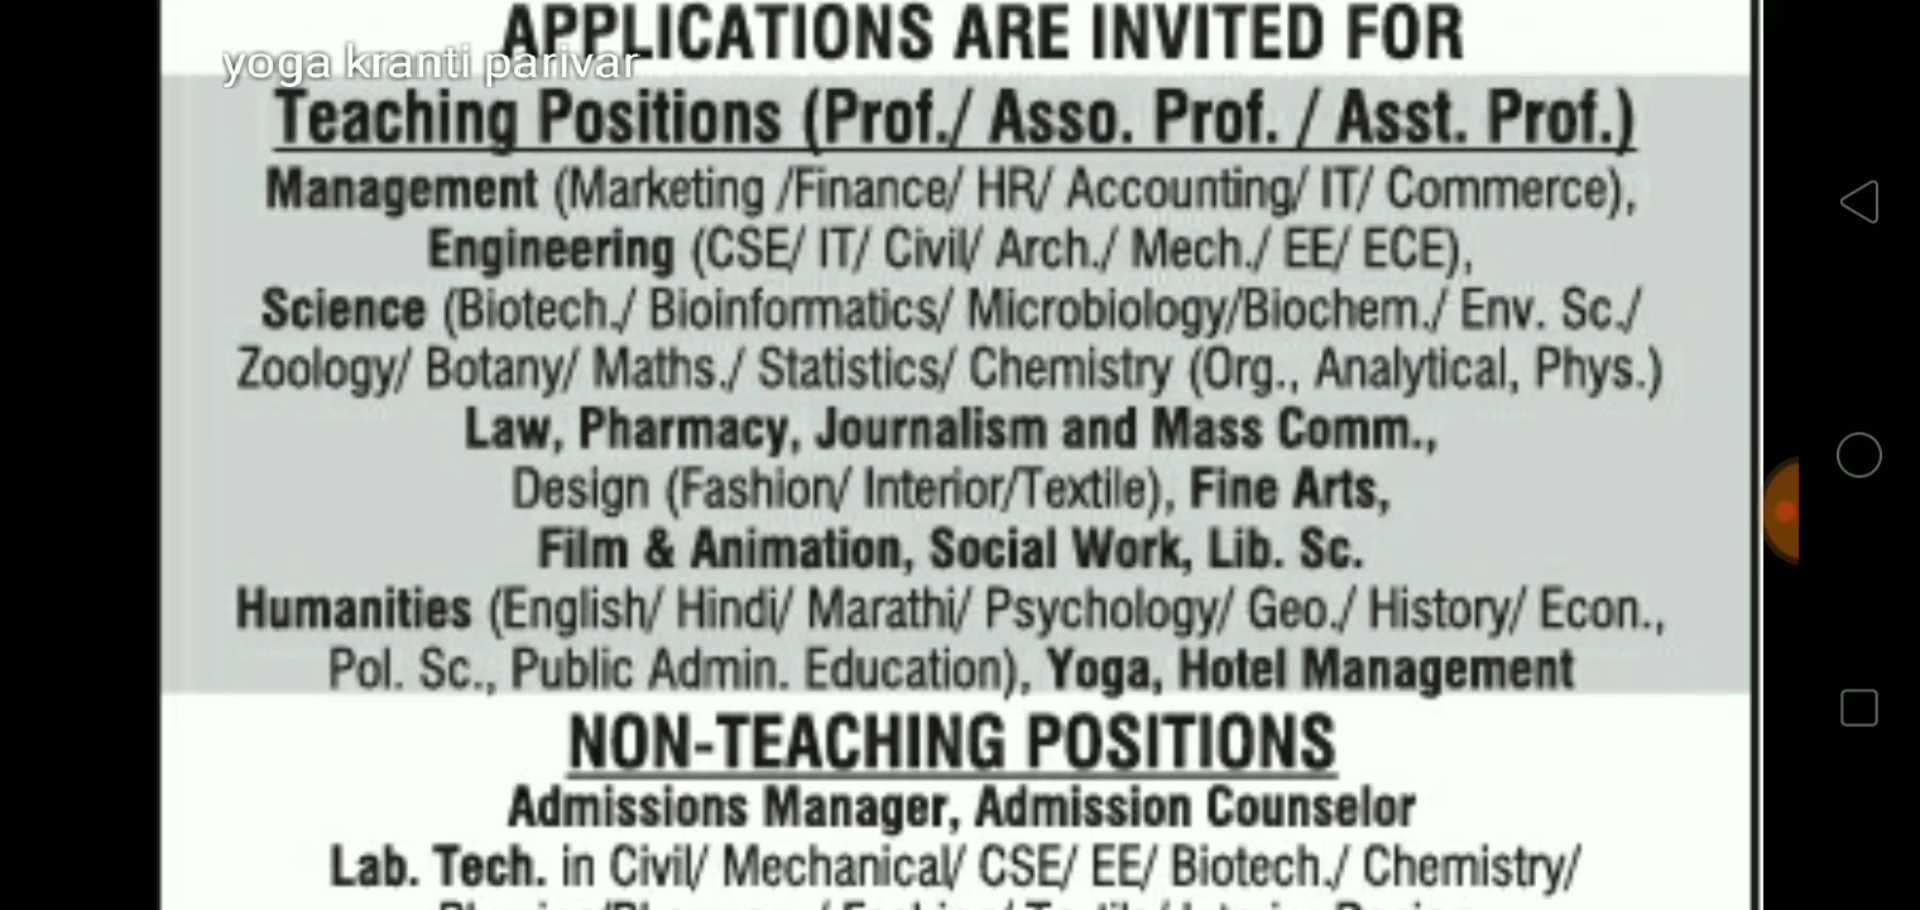 APPLICATIONS ARE INVITED FOR
yoga kranti parivar
Teaching Positions (Prof./ Asso. Prof. / Asst. Prof.)
Management (Marketing /Finance/ HR/ Accounting/ IT/ Commerce),
Engineering (CSE/ IT/ Civil/ Arch./ Mech./ EE/ ECE),
Science (Biotech./ Bioinformatics/ Microbiology/Biochem./ Env. Sc./
Zoology/ Botany/ Maths./ Statistics/ Chemistry (Org., Analytical, Phys.)
Law, Pharmacy, Journalism and Mass Comm.,
Design (Fashion/ Interior/Textile), Fine Arts,
Film & Animation, Social Work, Lib. Sc.
Humanities (English/ Hindi/ Marathi/ Psychology/ Geo./ History/ Econ.,
Pol. Sc., Public Admin. Education), Yoga, Hotel Management
NON-TEACHING POSITIONS
Admissions Manager, Admission Counselor
Lab. Tech. in Civil/ Mechanical/ CSE/ EE/ Biotech./ Chemistry/